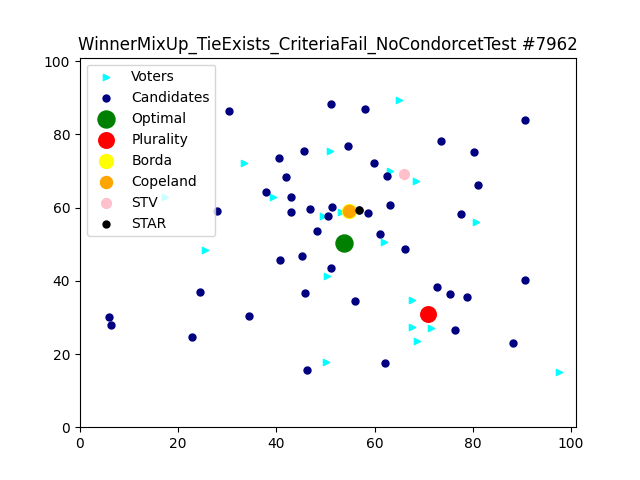 WinnerMixUp_TieExists_CriteriaFail_NoCondorcetTest #7962
100
80
60
40
20
0
Voters
Candidates
Optimal
Plurality
Borda
Copeland
STV
STAR
0 20 40 60 80 100